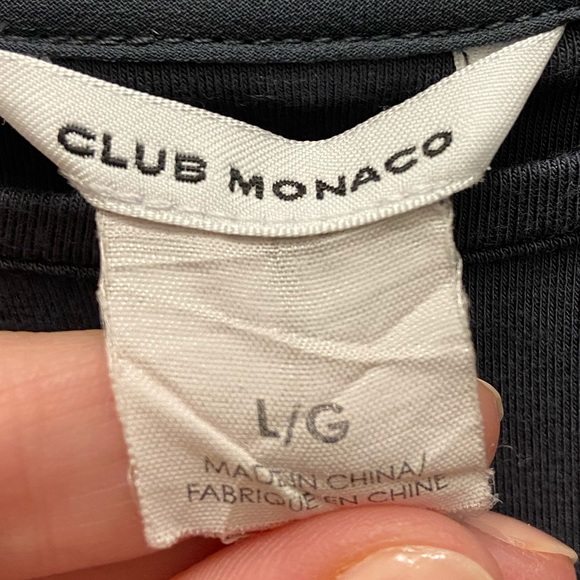 CLUB MONACO
L/G
MADE IN CHINA/
FABRIQUE EN CHINE